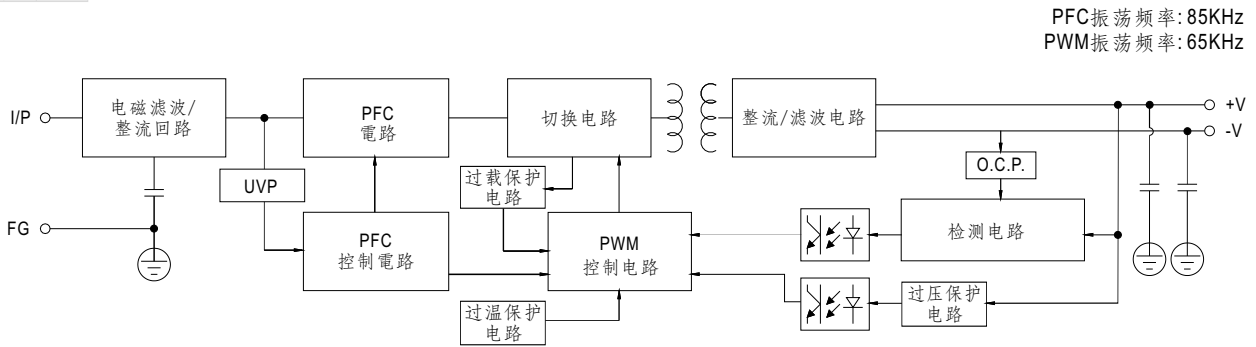 PFC振荡频率: 85KHz
PWM振荡频率: 65KHz
I/P
电磁滤波/
整流回路
PFC
電路
切换电路
整流/滤波电路
+V
-V
UVP
过载保护
电路
O.C.P.
FG
PFC
控制電路
PWM
控制电路
检测电路
过温保护
电路
过压保护
电路